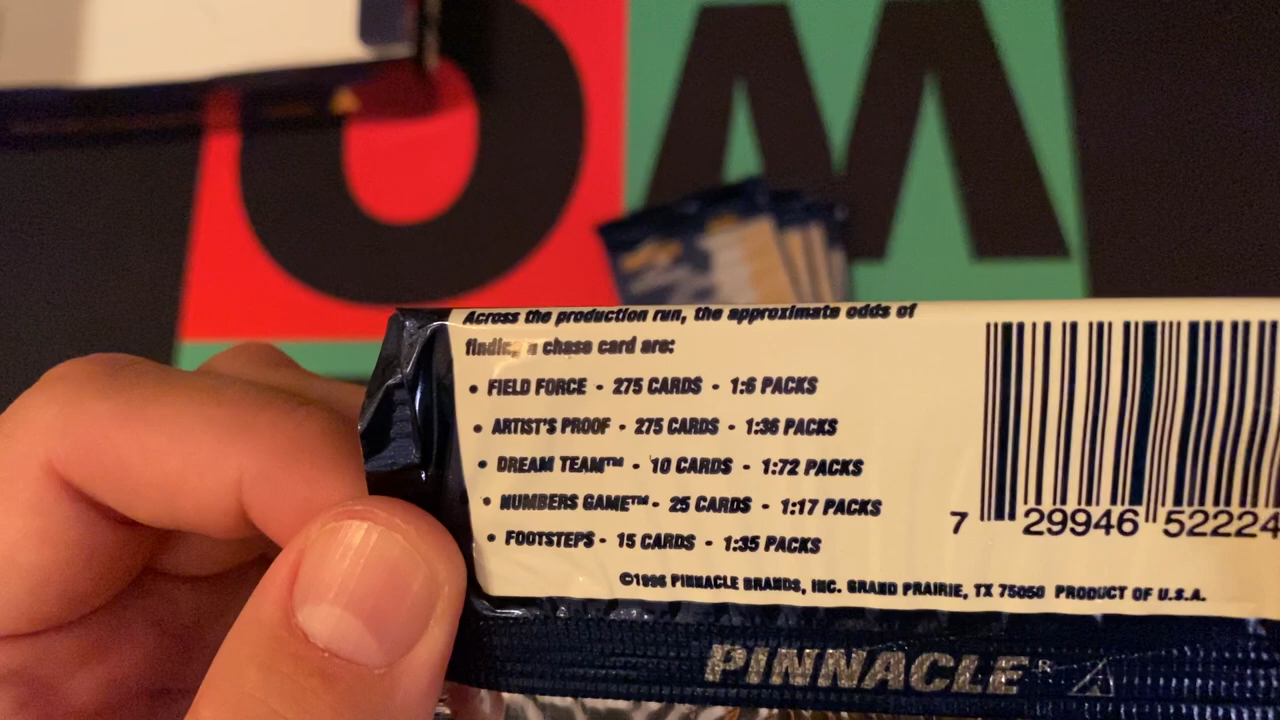 OW
Across the production run, the approximate odds of
finding a chase card are:
• FIELD FORCE - 275 CARDS - 1:6 PACKS
• ARTIST'S PROOF - 275 CARDS - 1:36 PACKS
• DREAM TEAM™ - 10 CARDS - 1:72 PACKS
• NUMBERS GAME™ - 25 CARDS - 1:17 PACKS
• FOOTSTEPS - 15 CARDS - 1:35 PACKS
7 29946 52224
©1996 PINNACLE BRANDS, INC. GRAND PRAIRIE, TX 75050 PRODUCT OF U.S.A.
PINNACLE®